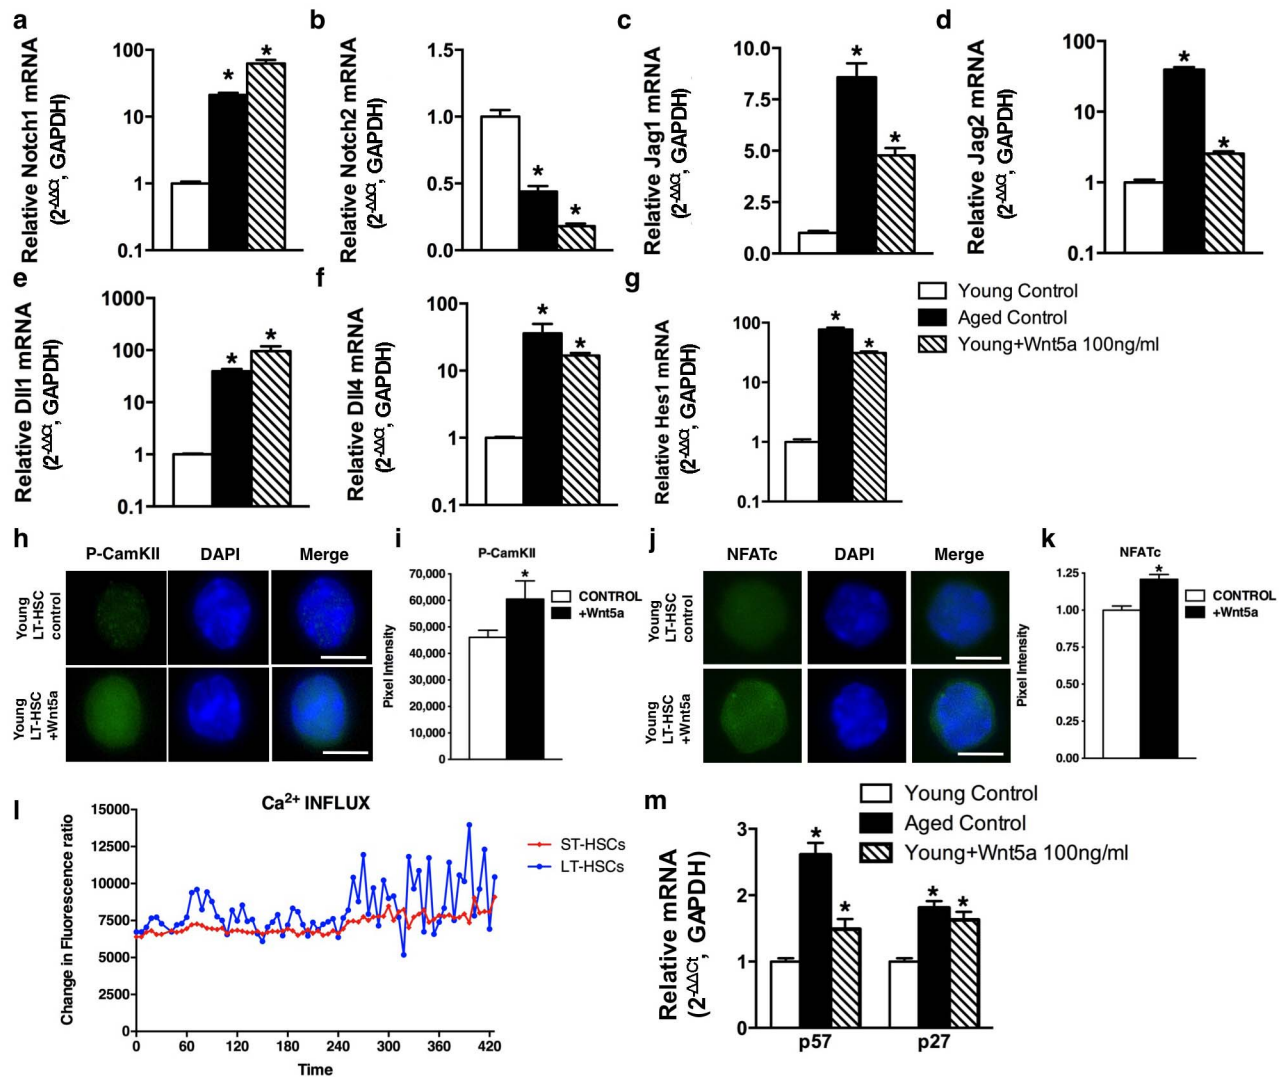 a
Relative Notch1 mRNA
(2-ΔΔCt, GAPDH)
100
10
1
0.1
*
*
b
Relative Notch2 mRNA
(2-ΔΔCt, GAPDH)
1.5
1.0
0.5
0.0
*
*
c
Relative Jag1 mRNA
(2-ΔΔCt, GAPDH)
10.0
7.5
5.0
2.5
0.0
*
*
d
Relative Jag2 mRNA
(2-ΔΔCt, GAPDH)
100
10
1
0.1
*
*
e
Relative Dll1 mRNA
(2-ΔΔCt, GAPDH)
1000
100
10
1
0.1
*
*
f
Relative Dll4 mRNA
(2-ΔΔCt, GAPDH)
100
10
1
0.1
*
*
g
Relative Hes1 mRNA
(2-ΔΔCt, GAPDH)
100
10
1
0.1
*
*
Young Control
Aged Control
Young+Wnt5a 100ng/ml
h
P-CamKII DAPI Merge
Young
LT-HSC
control
Young
LT-HSC
+Wnt5a
i
P-CamKII
Pixel Intensity
70,000
60,000
50,000
40,000
30,000
20,000
10,000
0
*
CONTROL
+Wnt5a
j
NFATc DAPI Merge
Young
LT-HSC
control
Young
LT-HSC
+Wnt5a
k
NFATc
Pixel Intensity
1.25
1.00
0.75
0.50
0.25
0.00
*
CONTROL
+Wnt5a
l
Ca2+ INFLUX
Change in Fluorescence ratio
15000
12500
10000
7500
5000
2500
0
0 60 120 180 240 300 360 420
Time
ST-HSCs
LT-HSCs
m
Young Control
Aged Control
Young+Wnt5a 100ng/ml
Relative mRNA
(2-ΔΔCt, GAPDH)
3
2
1
0
*
*
*
*
p57 p27